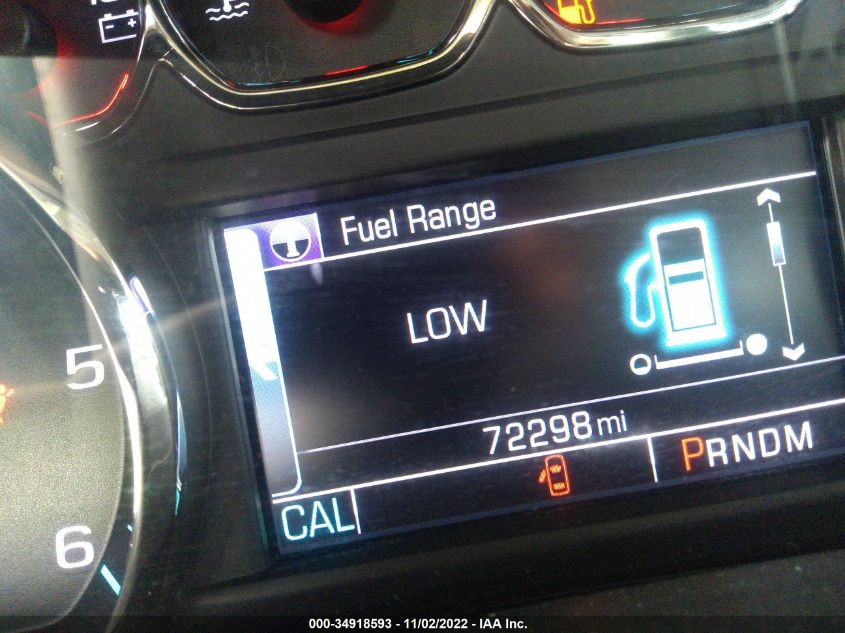 Fuel Range
LOW
72298 mi
CAL
PRNDM
5
6
000-34918593 - 11/02/2022 - IAA Inc.